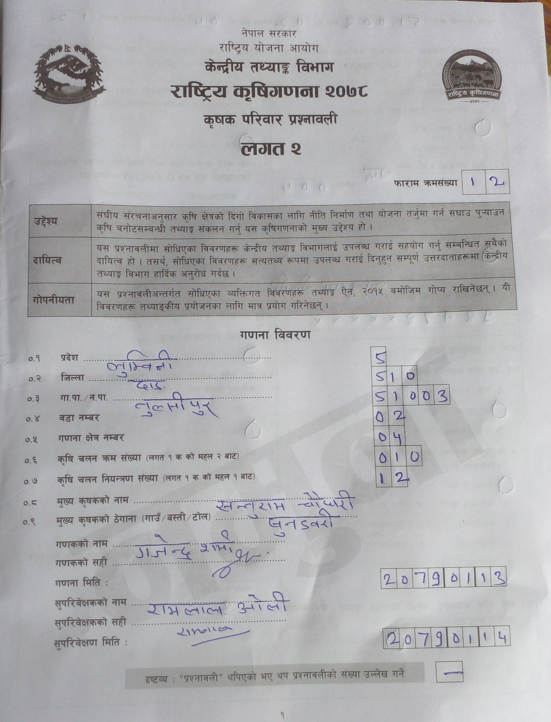 नेपाल सरकार
राष्ट्रिय योजना आयोग
केन्द्रीय तथ्याङ्क विभाग
राष्ट्रिय कृषिगणना २०७८
कृषक परिवार प्रश्नावली
लगत २
राष्ट्रिय कृषिगणना
फाराम क्रमसंख्या 1 2
उद्देश्य
संघीय संरचनाअनुसार कृषि क्षेत्रको दिगो विकासका लागि नीति निर्माण तथा योजना तर्जुमा गर्न सघाउ पुऱ्याउन
कृषि बनोटसम्बन्धी तथ्याङ्क संकलन गर्नु यस कृषिगणनाको मुख्य उद्देश्य हो ।
दायित्व
यस प्रश्नावलीमा सोधिएका विवरणहरू केन्द्रीय तथ्याङ्क विभागलाई उपलब्ध गराई सहयोग गर्नु सम्बन्धित सबैको
दायित्व हो । तसर्थ, सोधिएका विवरणहरू सत्यतथ्य रूपमा उपलब्ध गराई दिनुहुन सम्पूर्ण उत्तरदाताहरूमा केन्द्रीय
तथ्याङ्क विभाग हार्दिक अनुरोध गर्दछ ।
गोपनीयता
यस प्रश्नावलीअन्तर्गत सोधिएका व्यक्तिगत विवरणहरू तथ्याङ्क ऐन, २०१५ बमोजिम गोप्य राखिनेछन् । यी
विवरणहरू तथ्याङ्कीय प्रयोजनका लागि मात्र प्रयोग गरिनेछन् ।
गणना विवरण
०.१ प्रदेश लुम्विनी 5
०.२ जिल्ला दाङ 5 1 0
०.३ गा.पा./न.पा. तुल्सीपुर 5 1 0 0 3
०.४ वडा नम्बर 0 2
०.५ गणना क्षेत्र नम्बर 0 4
०.६ कृषि चलन क्रम संख्या (लगत १ क को महल २ बाट) 0 1 0
०.७ कृषि चलन नियन्त्रण संख्या (लगत १ क को महल १ बाट) 1 2
०.८ मुख्य कृषकको नाम सन्तुराम चौधरी
०.९ मुख्य कृषकको ठेगाना (गाउँ/बस्ती/टोल)
गणकको नाम गजेन्द्र शर्मा
गणकको सही
गणना मिति : 2 0 7 9 0 1 1 3
सुपरिवेक्षकको नाम रामलाल ओली
सुपरिवेक्षकको सही रामलाल
सुपरिवेक्षण मिति : 2 0 7 9 0 1 1 4
द्रष्टव्य : "प्रश्नावली" थपिएको भए थप प्रश्नावलीको संख्या उल्लेख गर्ने —
१